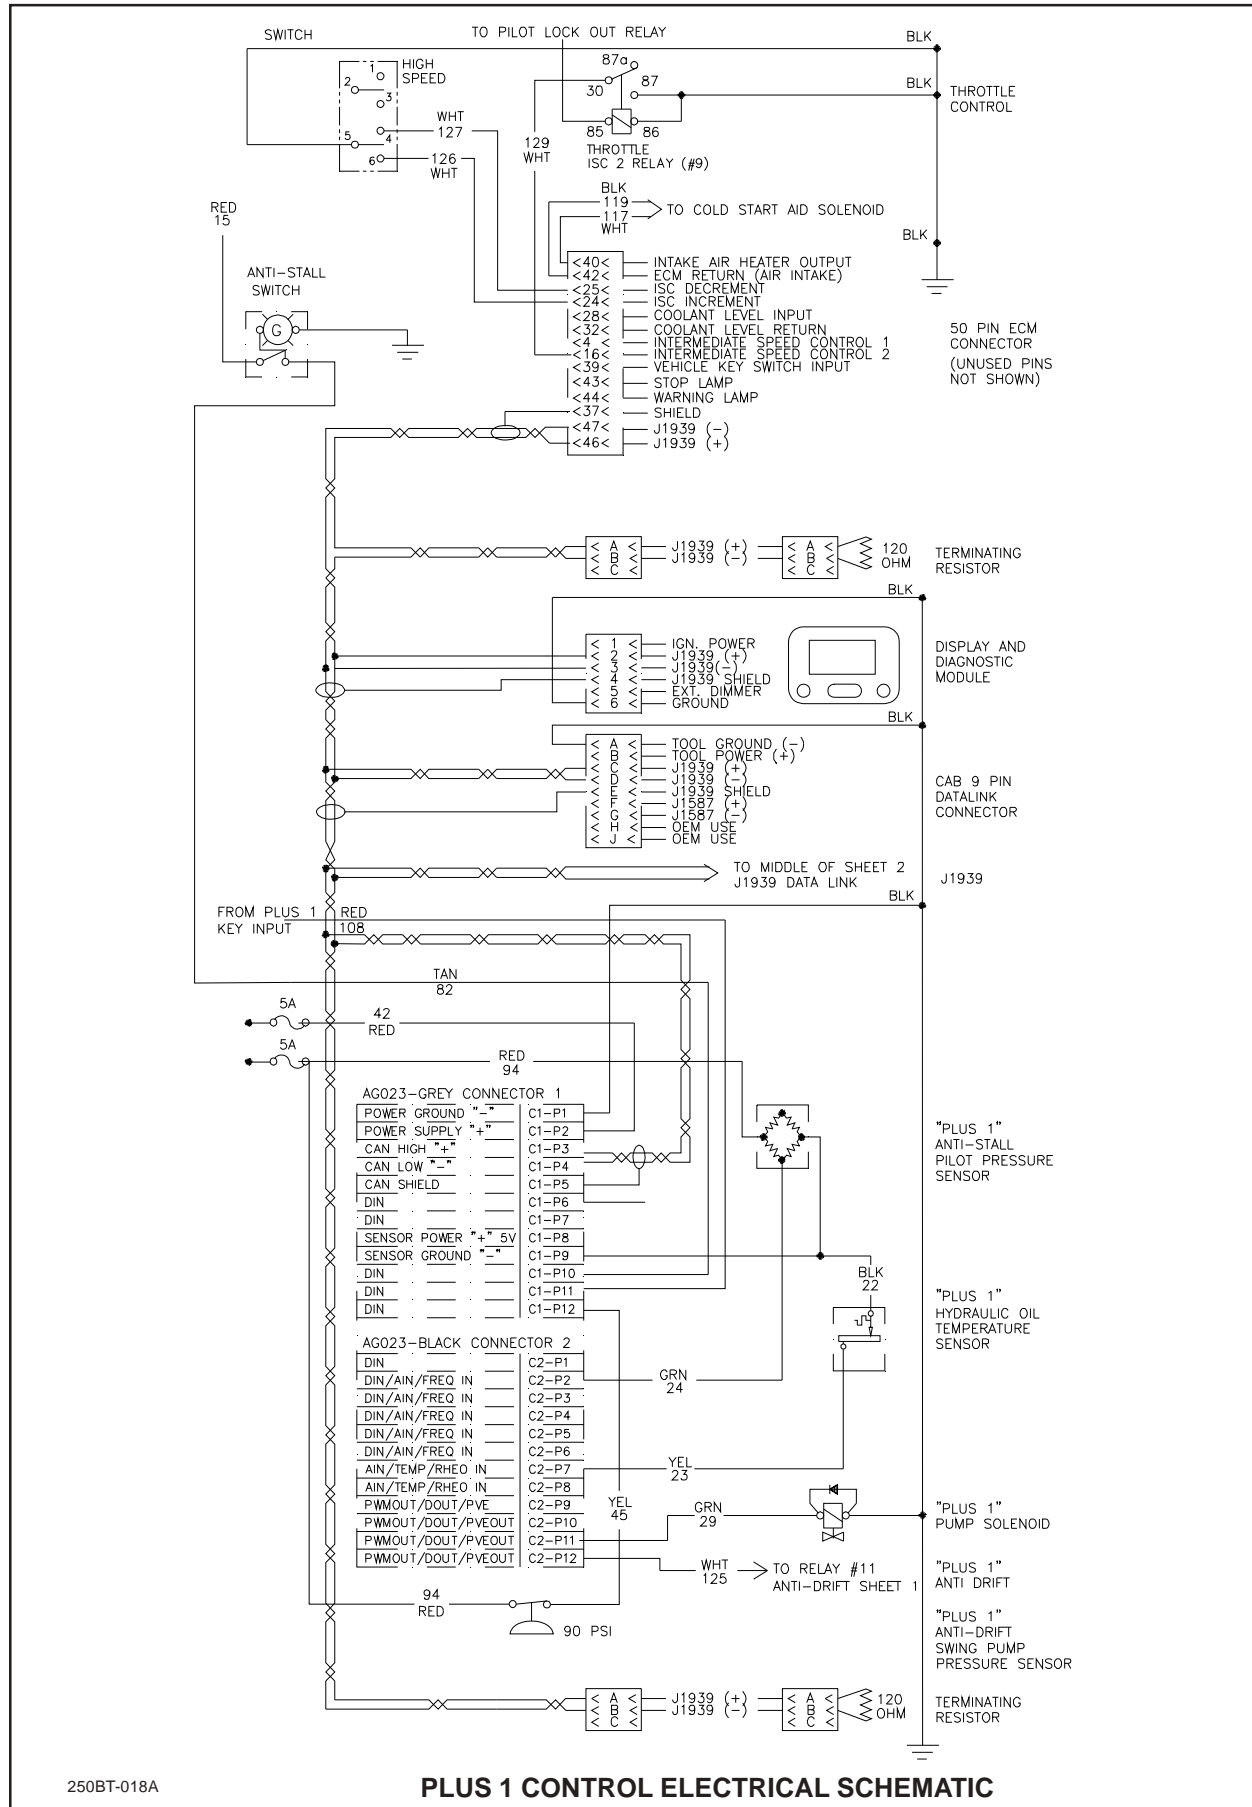 SWITCH
TO PILOT LOCK OUT RELAY
BLK
HIGH
SPEED
1
2
3
4
5
6
87a
87
30
85
86
THROTTLE
ISC 2 RELAY (#9)
BLK
THROTTLE
CONTROL
WHT
127
126
WHT
129
WHT
BLK
119
117
WHT
TO COLD START AID SOLENOID
BLK
RED
15
ANTI-STALL
SWITCH
G
<40< INTAKE AIR HEATER OUTPUT
<42< ECM RETURN (AIR INTAKE)
<25< ISC DECREMENT
<24< ISC INCREMENT
<28< COOLANT LEVEL INPUT
<32< COOLANT LEVEL RETURN
<4 < INTERMEDIATE SPEED CONTROL 1
<16< INTERMEDIATE SPEED CONTROL 2
<39< VEHICLE KEY SWITCH INPUT
<43< STOP LAMP
<44< WARNING LAMP
<37< SHIELD
<47< J1939 (-)
<46< J1939 (+)
50 PIN ECM
CONNECTOR
(UNUSED PINS
NOT SHOWN)
< A < J1939 (+) < A <
< B < J1939 (-) < B <
< C < < C <
120
OHM
TERMINATING
RESISTOR
BLK
< 1 < IGN. POWER
< 2 < J1939 (+)
< 3 < J1939(-)
< 4 < J1939 SHIELD
< 5 < EXT. DIMMER
< 6 < GROUND
DISPLAY AND
DIAGNOSTIC
MODULE
BLK
< A < TOOL GROUND (-)
< B < TOOL POWER (+)
< C < J1939 (+)
< D < J1939 (-)
< E < J1939 SHIELD
< F < J1587 (+)
< G < J1587 (-)
< H < OEM USE
< J < OEM USE
CAB 9 PIN
DATALINK
CONNECTOR
TO MIDDLE OF SHEET 2
J1939 DATA LINK
J1939
BLK
FROM PLUS 1
KEY INPUT
RED
108
TAN
82
5A
42
RED
5A
RED
94
AG023-GREY CONNECTOR 1
POWER GROUND "-" C1-P1
POWER SUPPLY "+" C1-P2
CAN HIGH "+" C1-P3
CAN LOW "-" C1-P4
CAN SHIELD C1-P5
DIN C1-P6
DIN C1-P7
SENSOR POWER "+" 5V C1-P8
SENSOR GROUND "-" C1-P9
DIN C1-P10
DIN C1-P11
DIN C1-P12
"PLUS 1"
ANTI-STALL
PILOT PRESSURE
SENSOR
BLK
22
"PLUS 1"
HYDRAULIC OIL
TEMPERATURE
SENSOR
AG023-BLACK CONNECTOR 2
DIN C2-P1
DIN/AIN/FREQ IN C2-P2
DIN/AIN/FREQ IN C2-P3
DIN/AIN/FREQ IN C2-P4
DIN/AIN/FREQ IN C2-P5
DIN/AIN/FREQ IN C2-P6
AIN/TEMP/RHEO IN C2-P7
AIN/TEMP/RHEO IN C2-P8
PWMOUT/DOUT/PVE C2-P9
PWMOUT/DOUT/PVEOUT C2-P10
PWMOUT/DOUT/PVEOUT C2-P11
PWMOUT/DOUT/PVEOUT C2-P12
GRN
24
YEL
23
YEL
45
GRN
29
"PLUS 1"
PUMP SOLENOID
WHT
125
TO RELAY #11
ANTI-DRIFT SHEET 1
"PLUS 1"
ANTI DRIFT
94
RED
90 PSI
"PLUS 1"
ANTI-DRIFT
SWING PUMP
PRESSURE SENSOR
< A < J1939 (+) < A <
< B < J1939 (-) < B <
< C < < C <
120
OHM
TERMINATING
RESISTOR
250BT-018A
PLUS 1 CONTROL ELECTRICAL SCHEMATIC